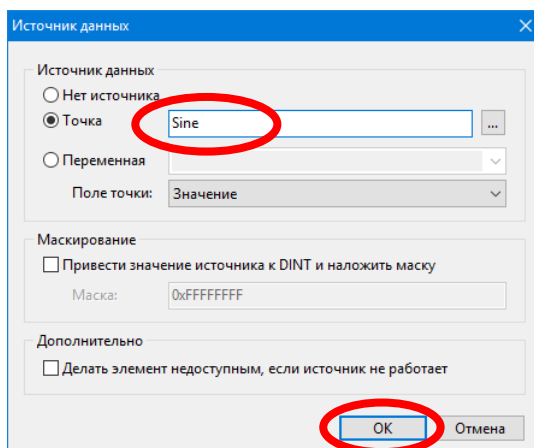 Источник данных
Источник данных
Нет источника
Точка Sine ...
Переменная
Поле точки: Значение
Маскирование
Привести значение источника к DINT и наложить маску
Маска: 0xFFFFFFFF
Дополнительно
Делать элемент недоступным, если источник не работает
OK Отмена